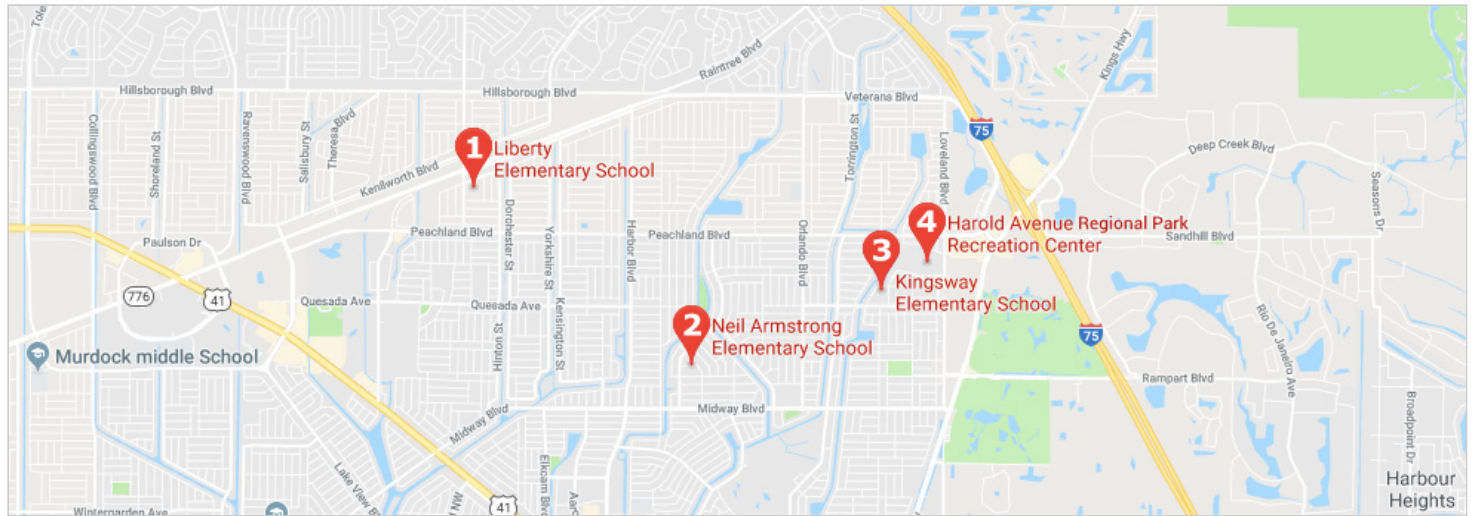 Hillsborough Blvd
Hillsborough Blvd
Raintree Blvd
Veterans Blvd
Kings Hwy
75
Collingswood Blvd
Shoreland St
Ravenswood Blvd
Salisbury St
Theresa Blvd
Kenilworth Blvd
1
Liberty
Elementary School
Torrington St
Loveland Blvd
Deep Creek Blvd
Seasons Dr
Paulson Dr
Peachland Blvd
Dorchester St
Yorkshire St
Harbor Blvd
Peachland Blvd
Orlando Blvd
4
Harold Avenue Regional Park
Recreation Center
Sandhill Blvd
3
Kingsway
Elementary School
776
41
Quesada Ave
Quesada Ave
Kensington St
Hinton St
2
Neil Armstrong
Elementary School
75
Rio De Janeiro Ave
Murdock middle School
Rampart Blvd
Midway Blvd
Midway Blvd
Broadpoint Dr
Lake View
Elkcam Blvd
NW
41
Wintergarden Ave
Harbour
Heights